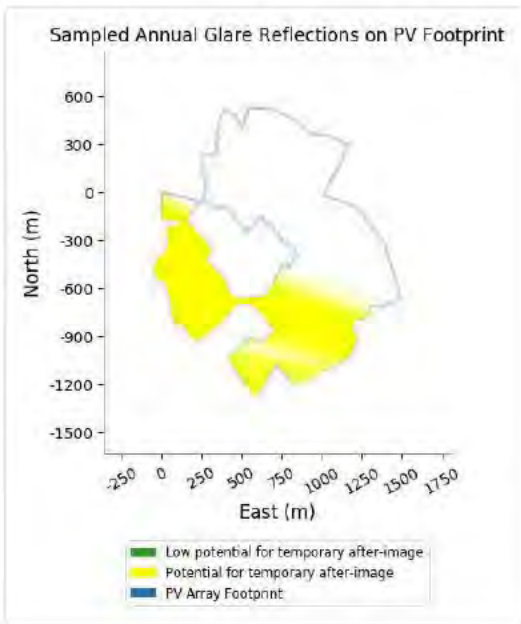 Sampled Annual Glare Reflections on PV Footprint
600
300
0
-300
-600
-900
-1200
-1500
North (m)
-250 0 250 500 750 1000 1250 1500 1750
East (m)
Low potential for temporary after-image
Potential for temporary after-image
PV Array Footprint